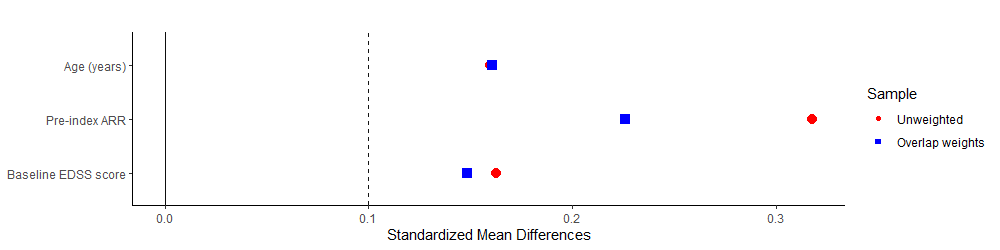 Age (years)
Pre-index ARR
Baseline EDSS score
0.0
0.1
0.2
0.3
Standardized Mean Differences
Sample
Unweighted
Overlap weights